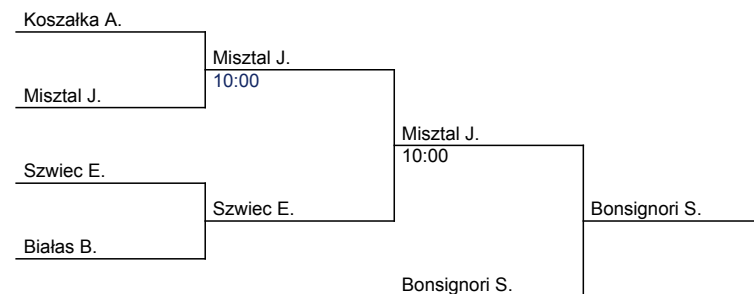 Koszałka A.
Misztal J.
10:00
Misztal J.
Misztal J.
10:00
Szwiec E.
Szwiec E.
Bonsignori S.
Białas B.
Bonsignori S.